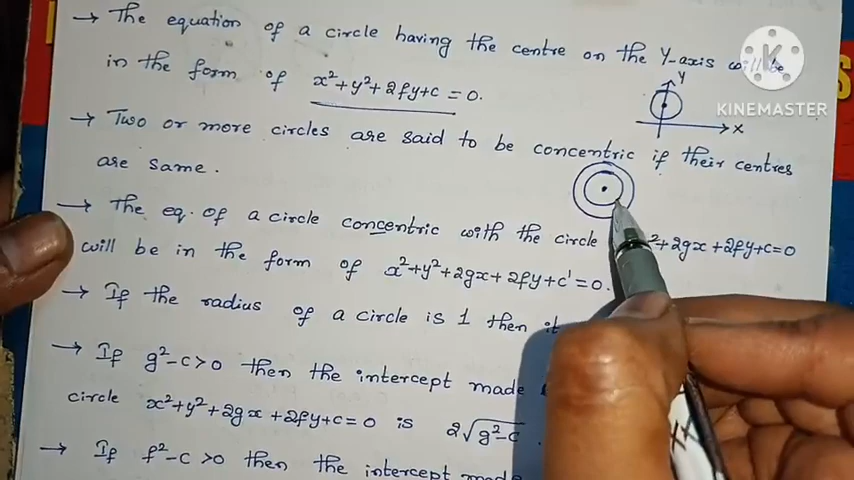 → The equation of a circle having the centre on the Y-axis will be
in the form of x²+y²+2fy+c = 0.
Y
X
K
KINEMASTER
→ Two or more circles are said to be concentric if their centres
are same.
→ The eq. of a circle concentric with the circle ²+2gx+2fy+c=0
will be in the form of x²+y²+2gx+2fy+c'=0.
→ If the radius of a circle is 1 then it
→ If g²-c>0 then the intercept made
circle x²+y²+2gx+2fy+c=0 is 2√g²-c.
→ If f²-c >0 then the intercept made